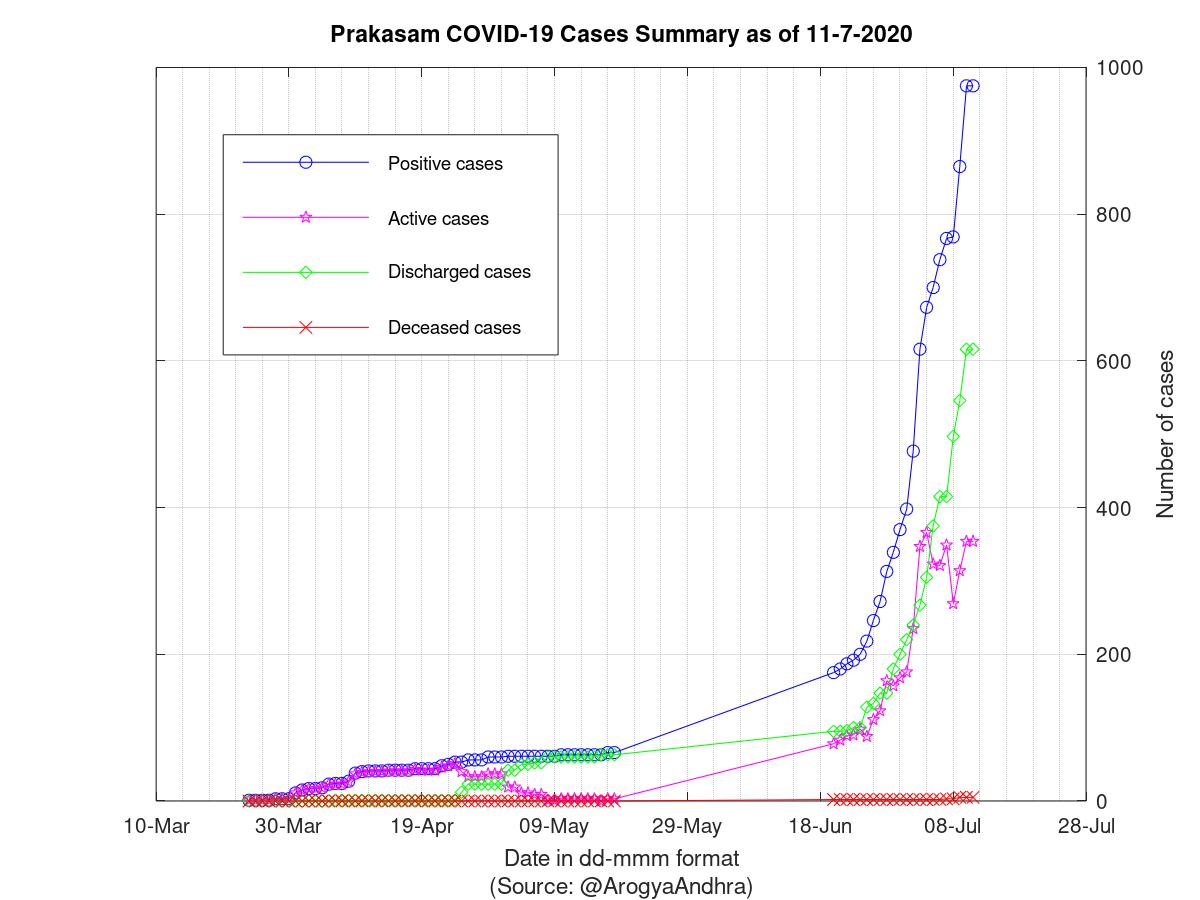 Prakasam COVID-19 Cases Summary as of 11-7-2020
Positive cases
Active cases
Discharged cases
Deceased cases
1000
800
600
400
200
0
Number of cases
10-Mar
30-Mar
19-Apr
09-May
29-May
18-Jun
08-Jul
28-Jul
Date in dd-mmm format
(Source: @ArogyaAndhra)